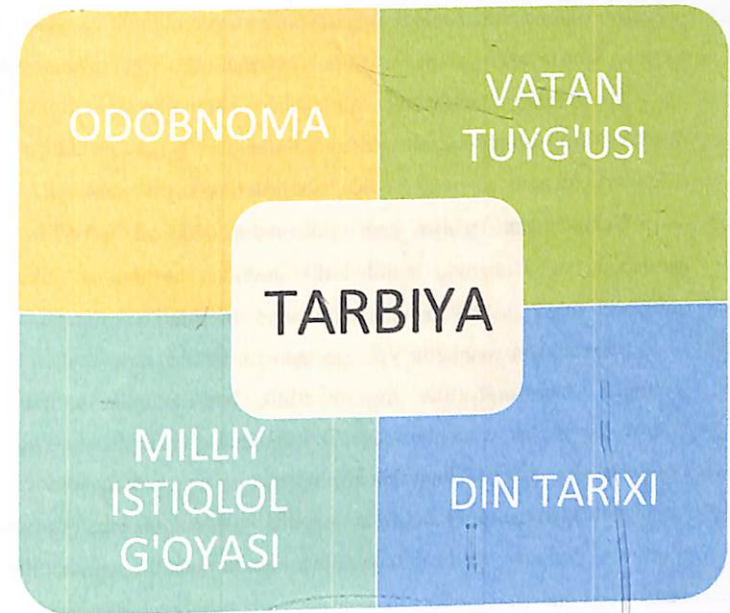 ODOBNOMA
VATAN
TUYG'USI
TARBIYA
MILLIY
ISTIQLOL
G'OYASI
DIN TARIXI